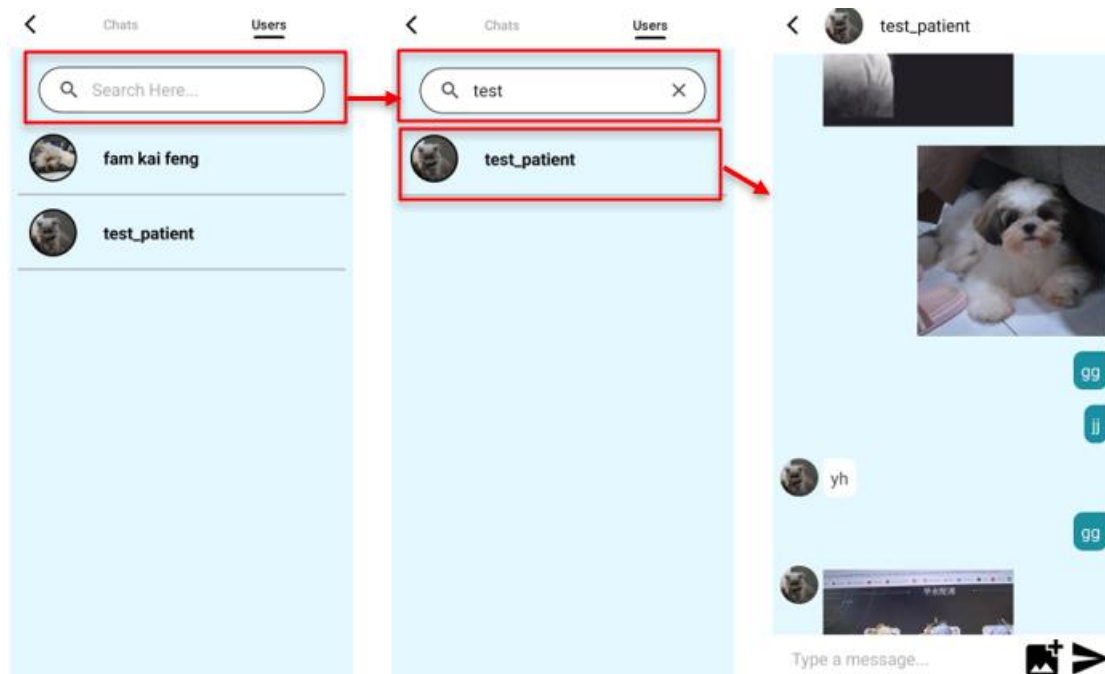 Chats Users
Search Here...
fam kai feng
test_patient
Chats Users
test
test_patient
test_patient
gg
jj
yh
gg
Type a message...